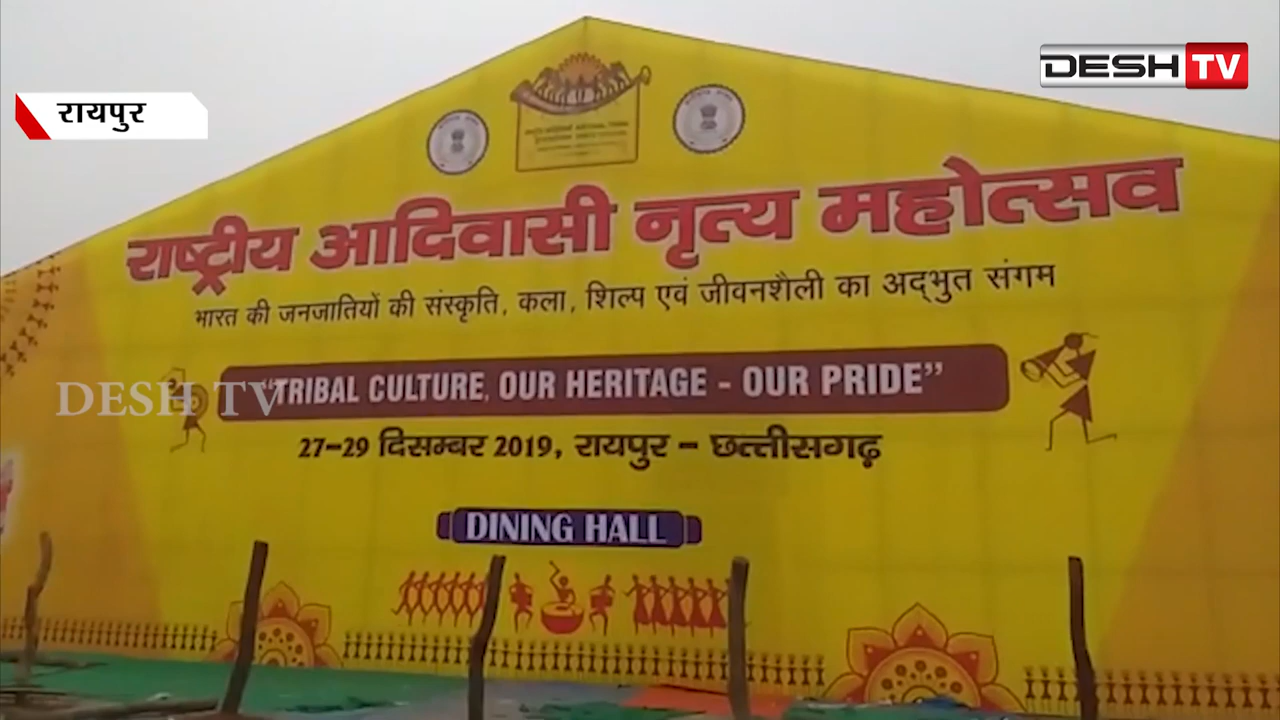 DESH TV
रायपुर
राष्ट्रीय आदिवासी नृत्य महोत्सव
भारत की जनजातियों की संस्कृति, कला, शिल्प एवं जीवनशैली का अद्भुत संगम
"TRIBAL CULTURE, OUR HERITAGE - OUR PRIDE"
DESH TV
27-29 दिसम्बर 2019, रायपुर - छत्तीसगढ़
DINING HALL